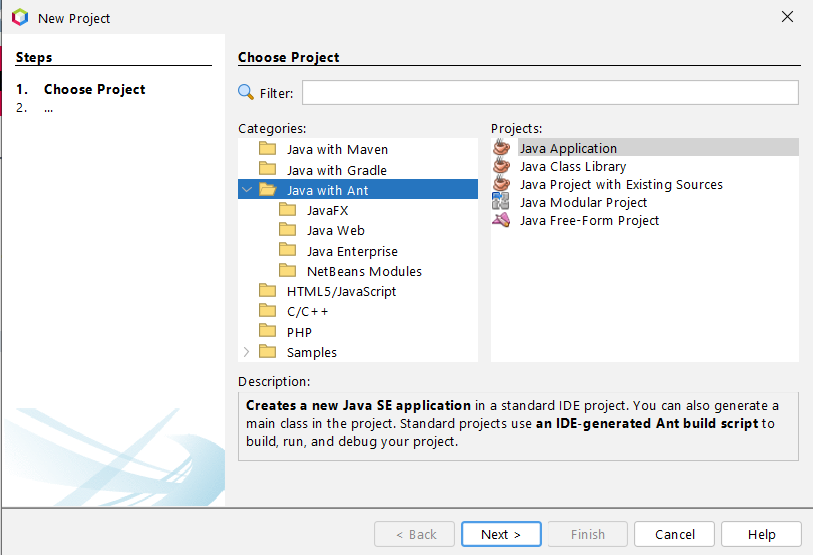 New Project
Steps
1. Choose Project
2. ...
Choose Project
Filter:
Categories:
Java with Maven
Java with Gradle
Java with Ant
JavaFX
Java Web
Java Enterprise
NetBeans Modules
HTML5/JavaScript
C/C++
PHP
Samples
Projects:
Java Application
Java Class Library
Java Project with Existing Sources
Java Modular Project
Java Free-Form Project
Description:
Creates a new Java SE application in a standard IDE project. You can also generate a
main class in the project. Standard projects use an IDE-generated Ant build script to
build, run, and debug your project.
< Back
Next >
Finish
Cancel
Help